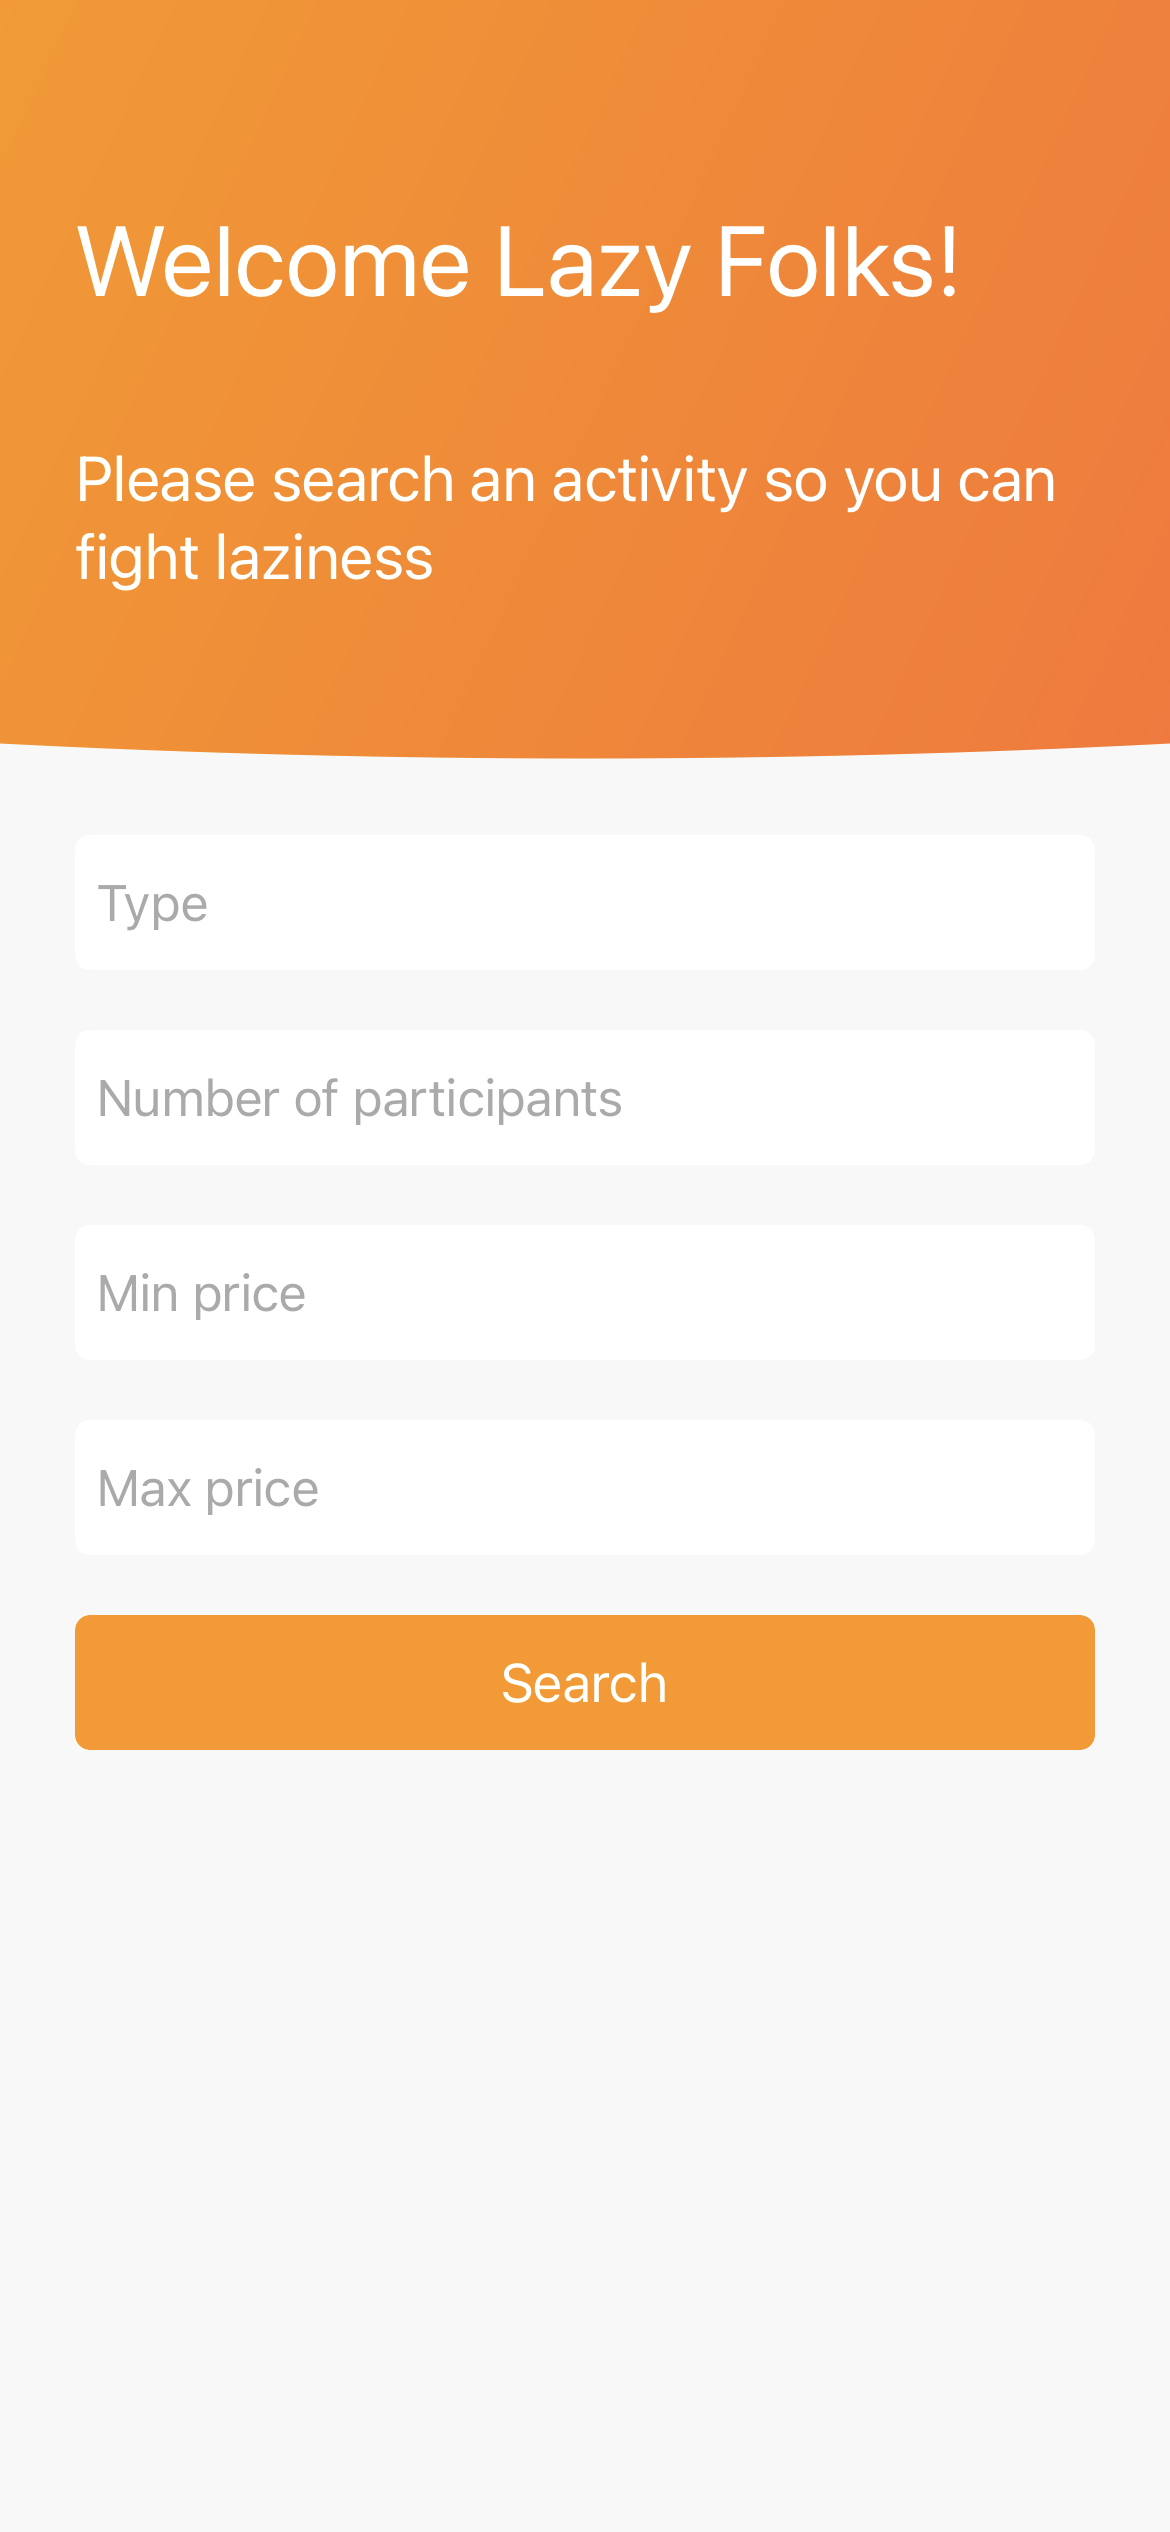 Welcome Lazy Folks!
Please search an activity so you can
fight laziness
Type
Number of participants
Min price
Max price
Search